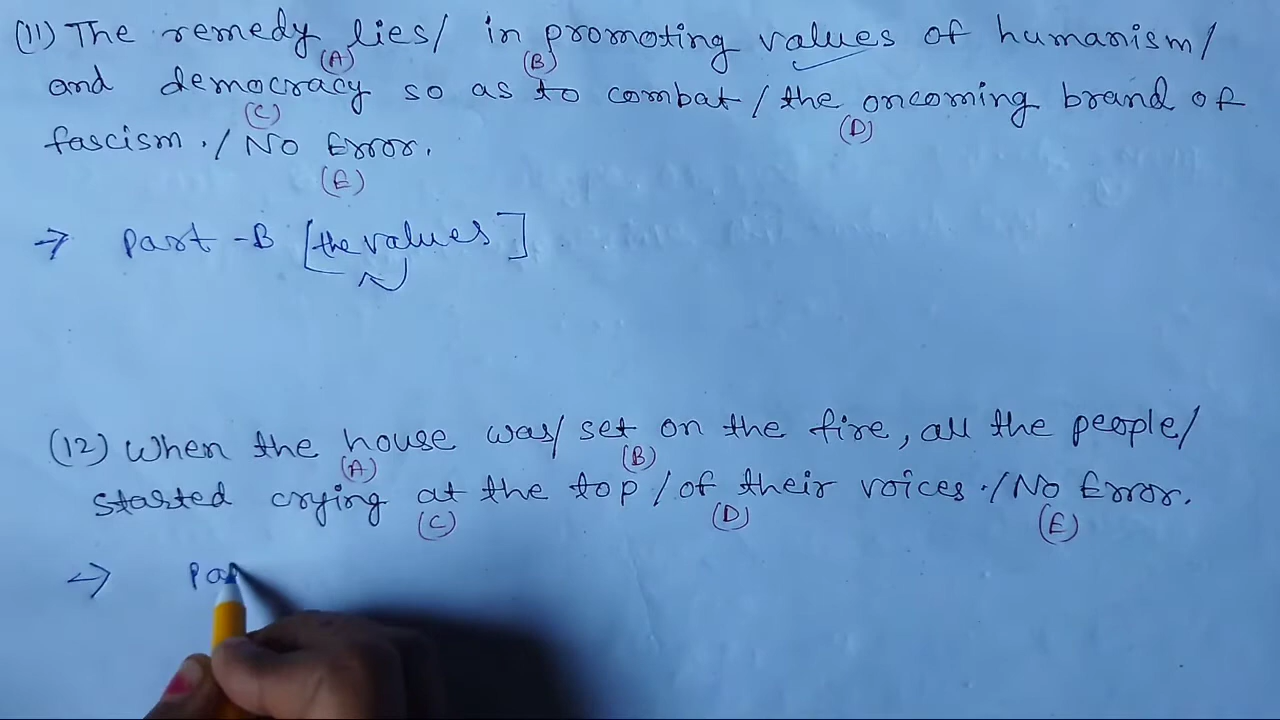 (11) The remedy lies/ in promoting values of humanism/
(A) (B)
and democracy so as to combat/ the oncoming brand of
(C) (D)
fascism./ No Error.
(E)
→ part-B [the values]
(12) When the house was/ set on the fire, all the people/
(A) (B)
started crying at the top/ of their voices./ No Error.
(C) (D) (E)
→ pa